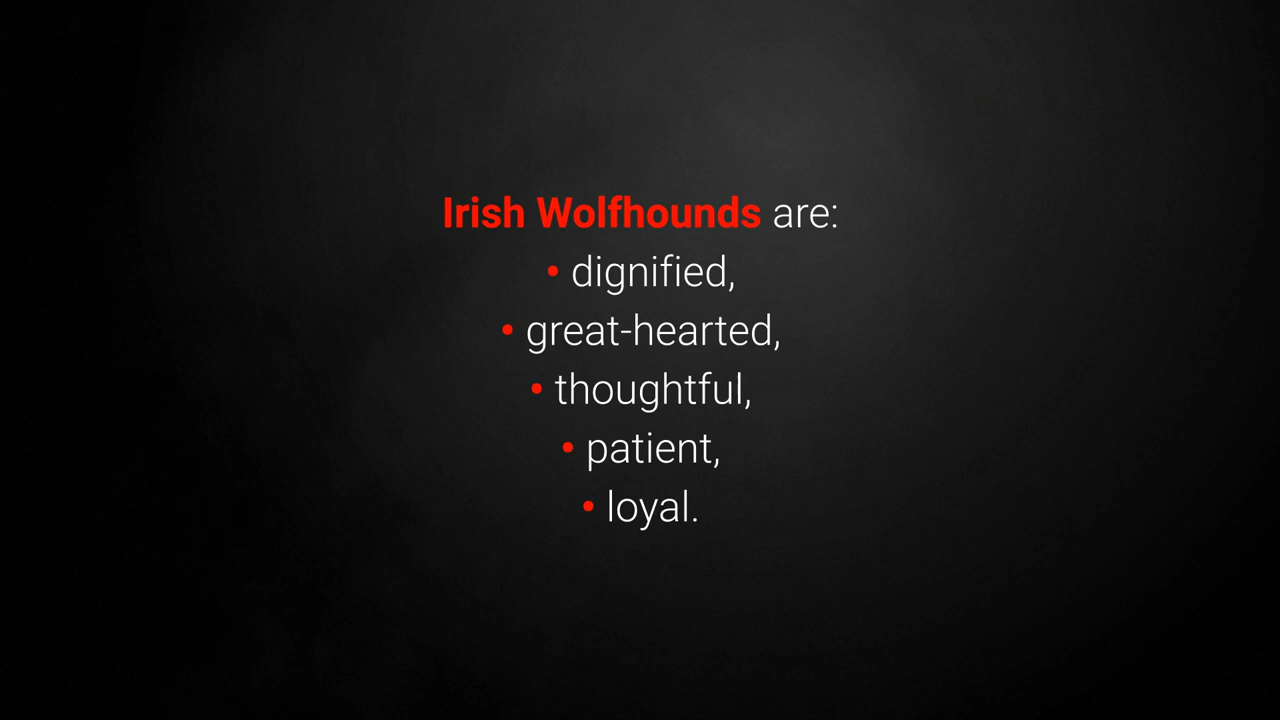 Irish Wolfhounds are:
• dignified,
• great-hearted,
• thoughtful,
• patient,
• loyal.